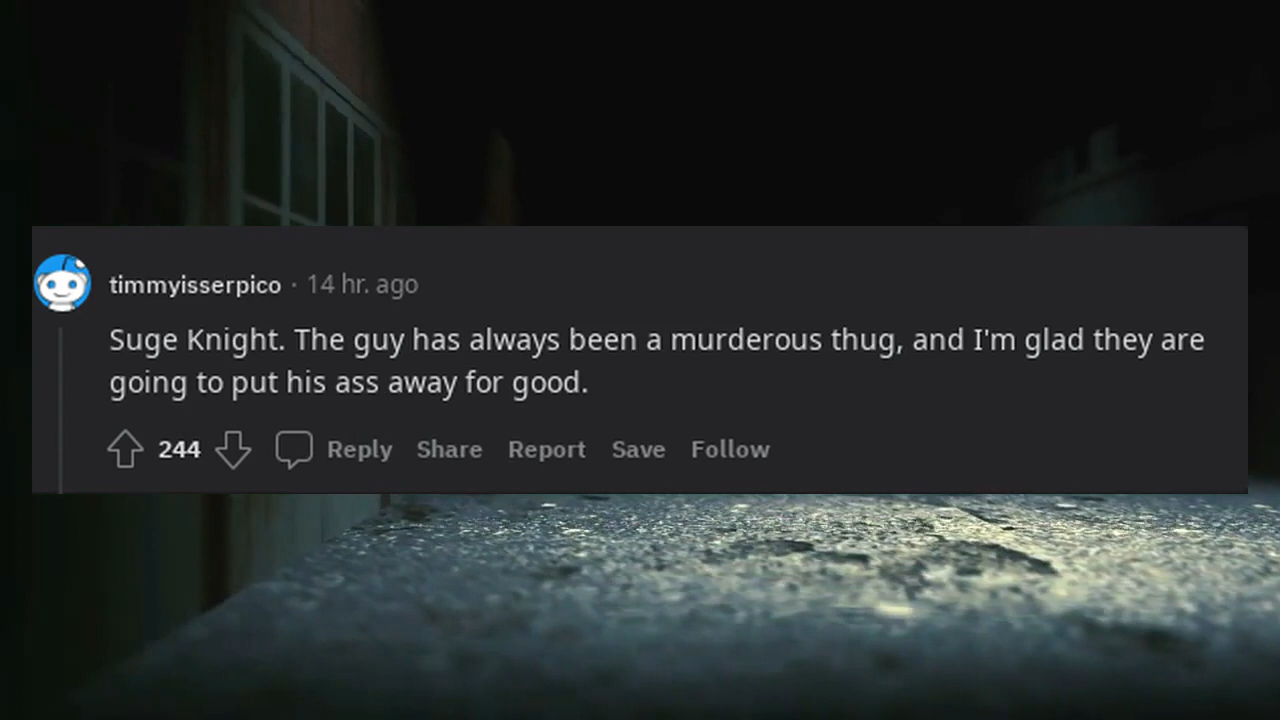 timmyisserpico · 14 hr. ago
Suge Knight. The guy has always been a murderous thug, and I'm glad they are
going to put his ass away for good.
244 Reply Share Report Save Follow